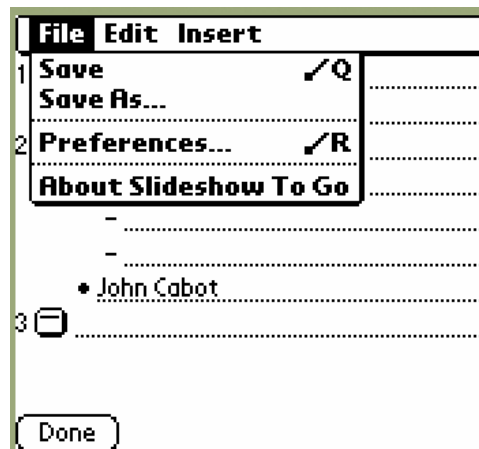 File Edit Insert
1 Save ⁄Q
Save As...
2 Preferences... ⁄R
About Slideshow To Go
–
–
• John Cabot
3
Done